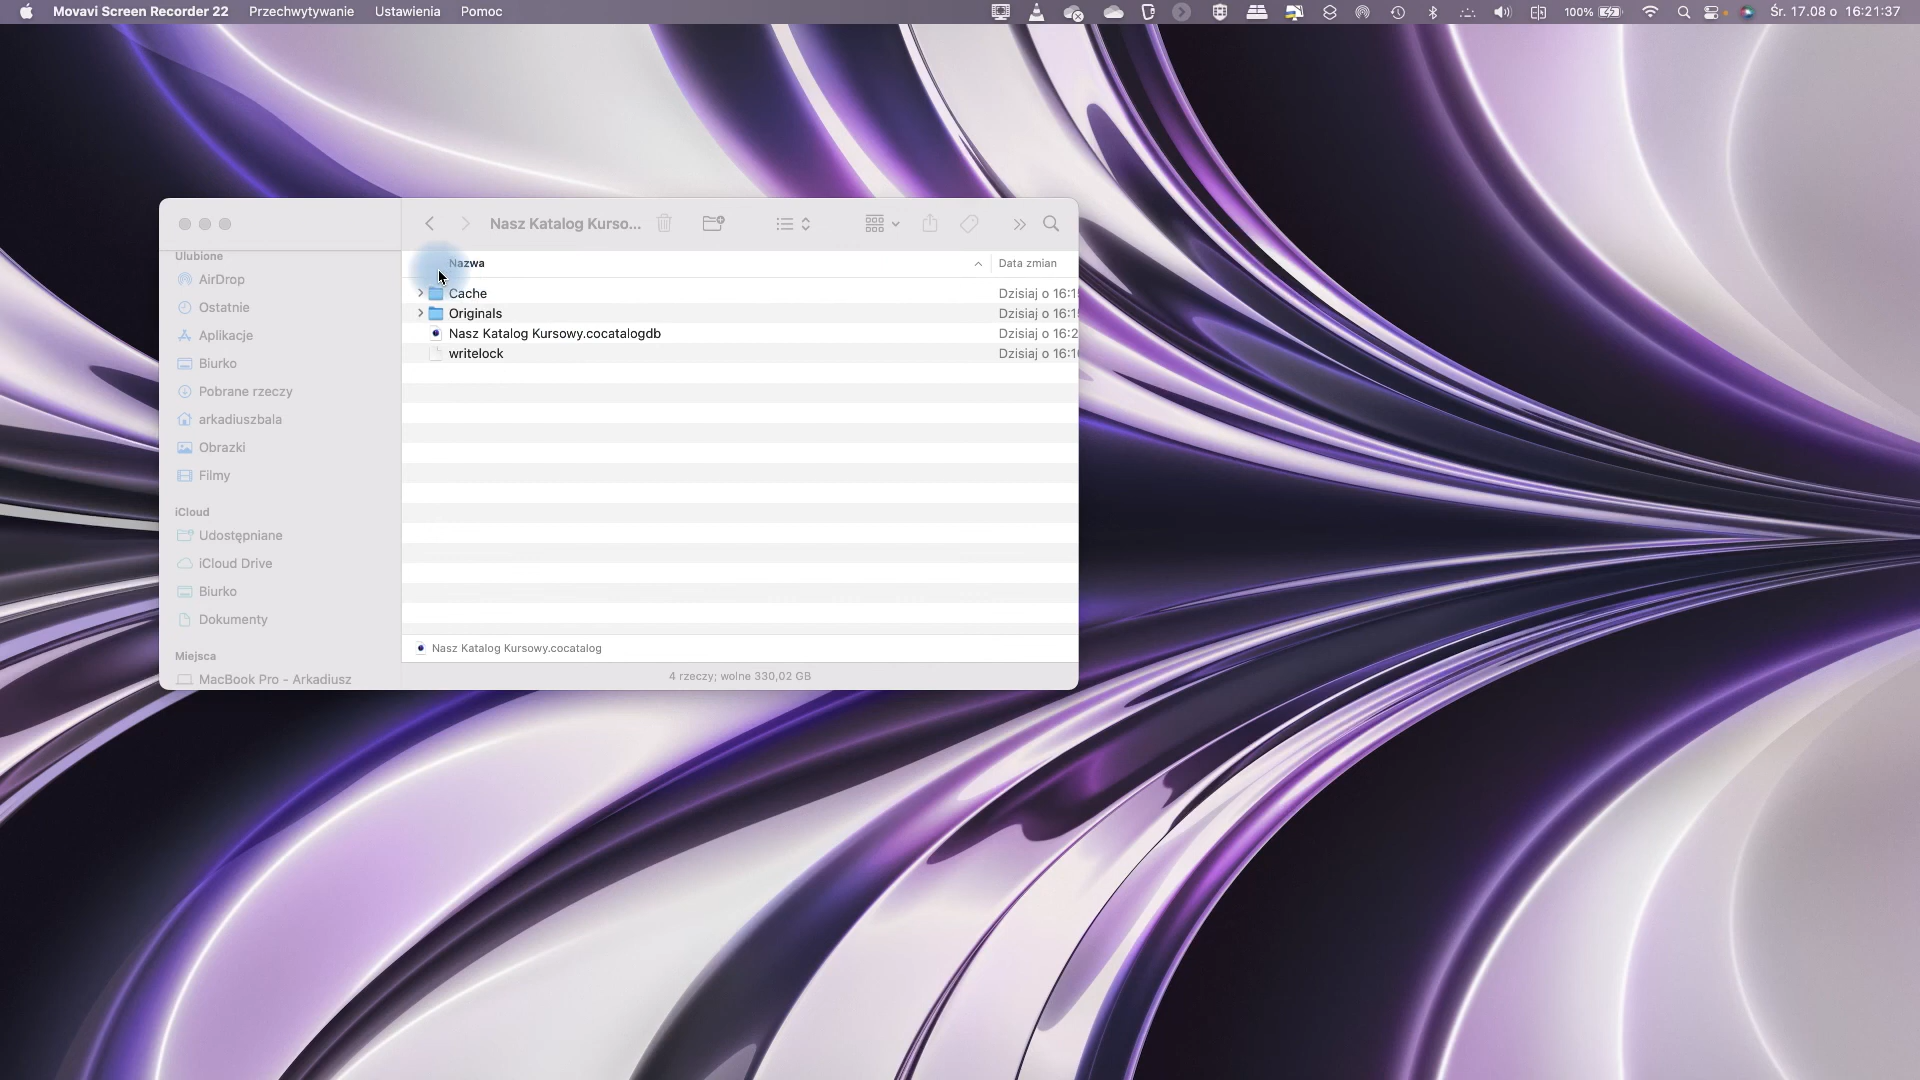 Movavi Screen Recorder 22 Przechwytywanie Ustawienia Pomoc 100% Śr. 17.08 o 16:21:37
Nasz Katalog Kurso...
Ulubione
AirDrop
Ostatnie
Aplikacje
Biurko
Pobrane rzeczy
arkadiuszbala
Obrazki
Filmy
iCloud
Udostępniane
iCloud Drive
Biurko
Dokumenty
Miejsca
MacBook Pro - Arkadiusz
Nazwa Data zmian
Cache Dzisiaj o 16:1
Originals Dzisiaj o 16:1
Nasz Katalog Kursowy.cocatalogdb Dzisiaj o 16:2
writelock Dzisiaj o 16:1
Nasz Katalog Kursowy.cocatalog
4 rzeczy; wolne 330,02 GB